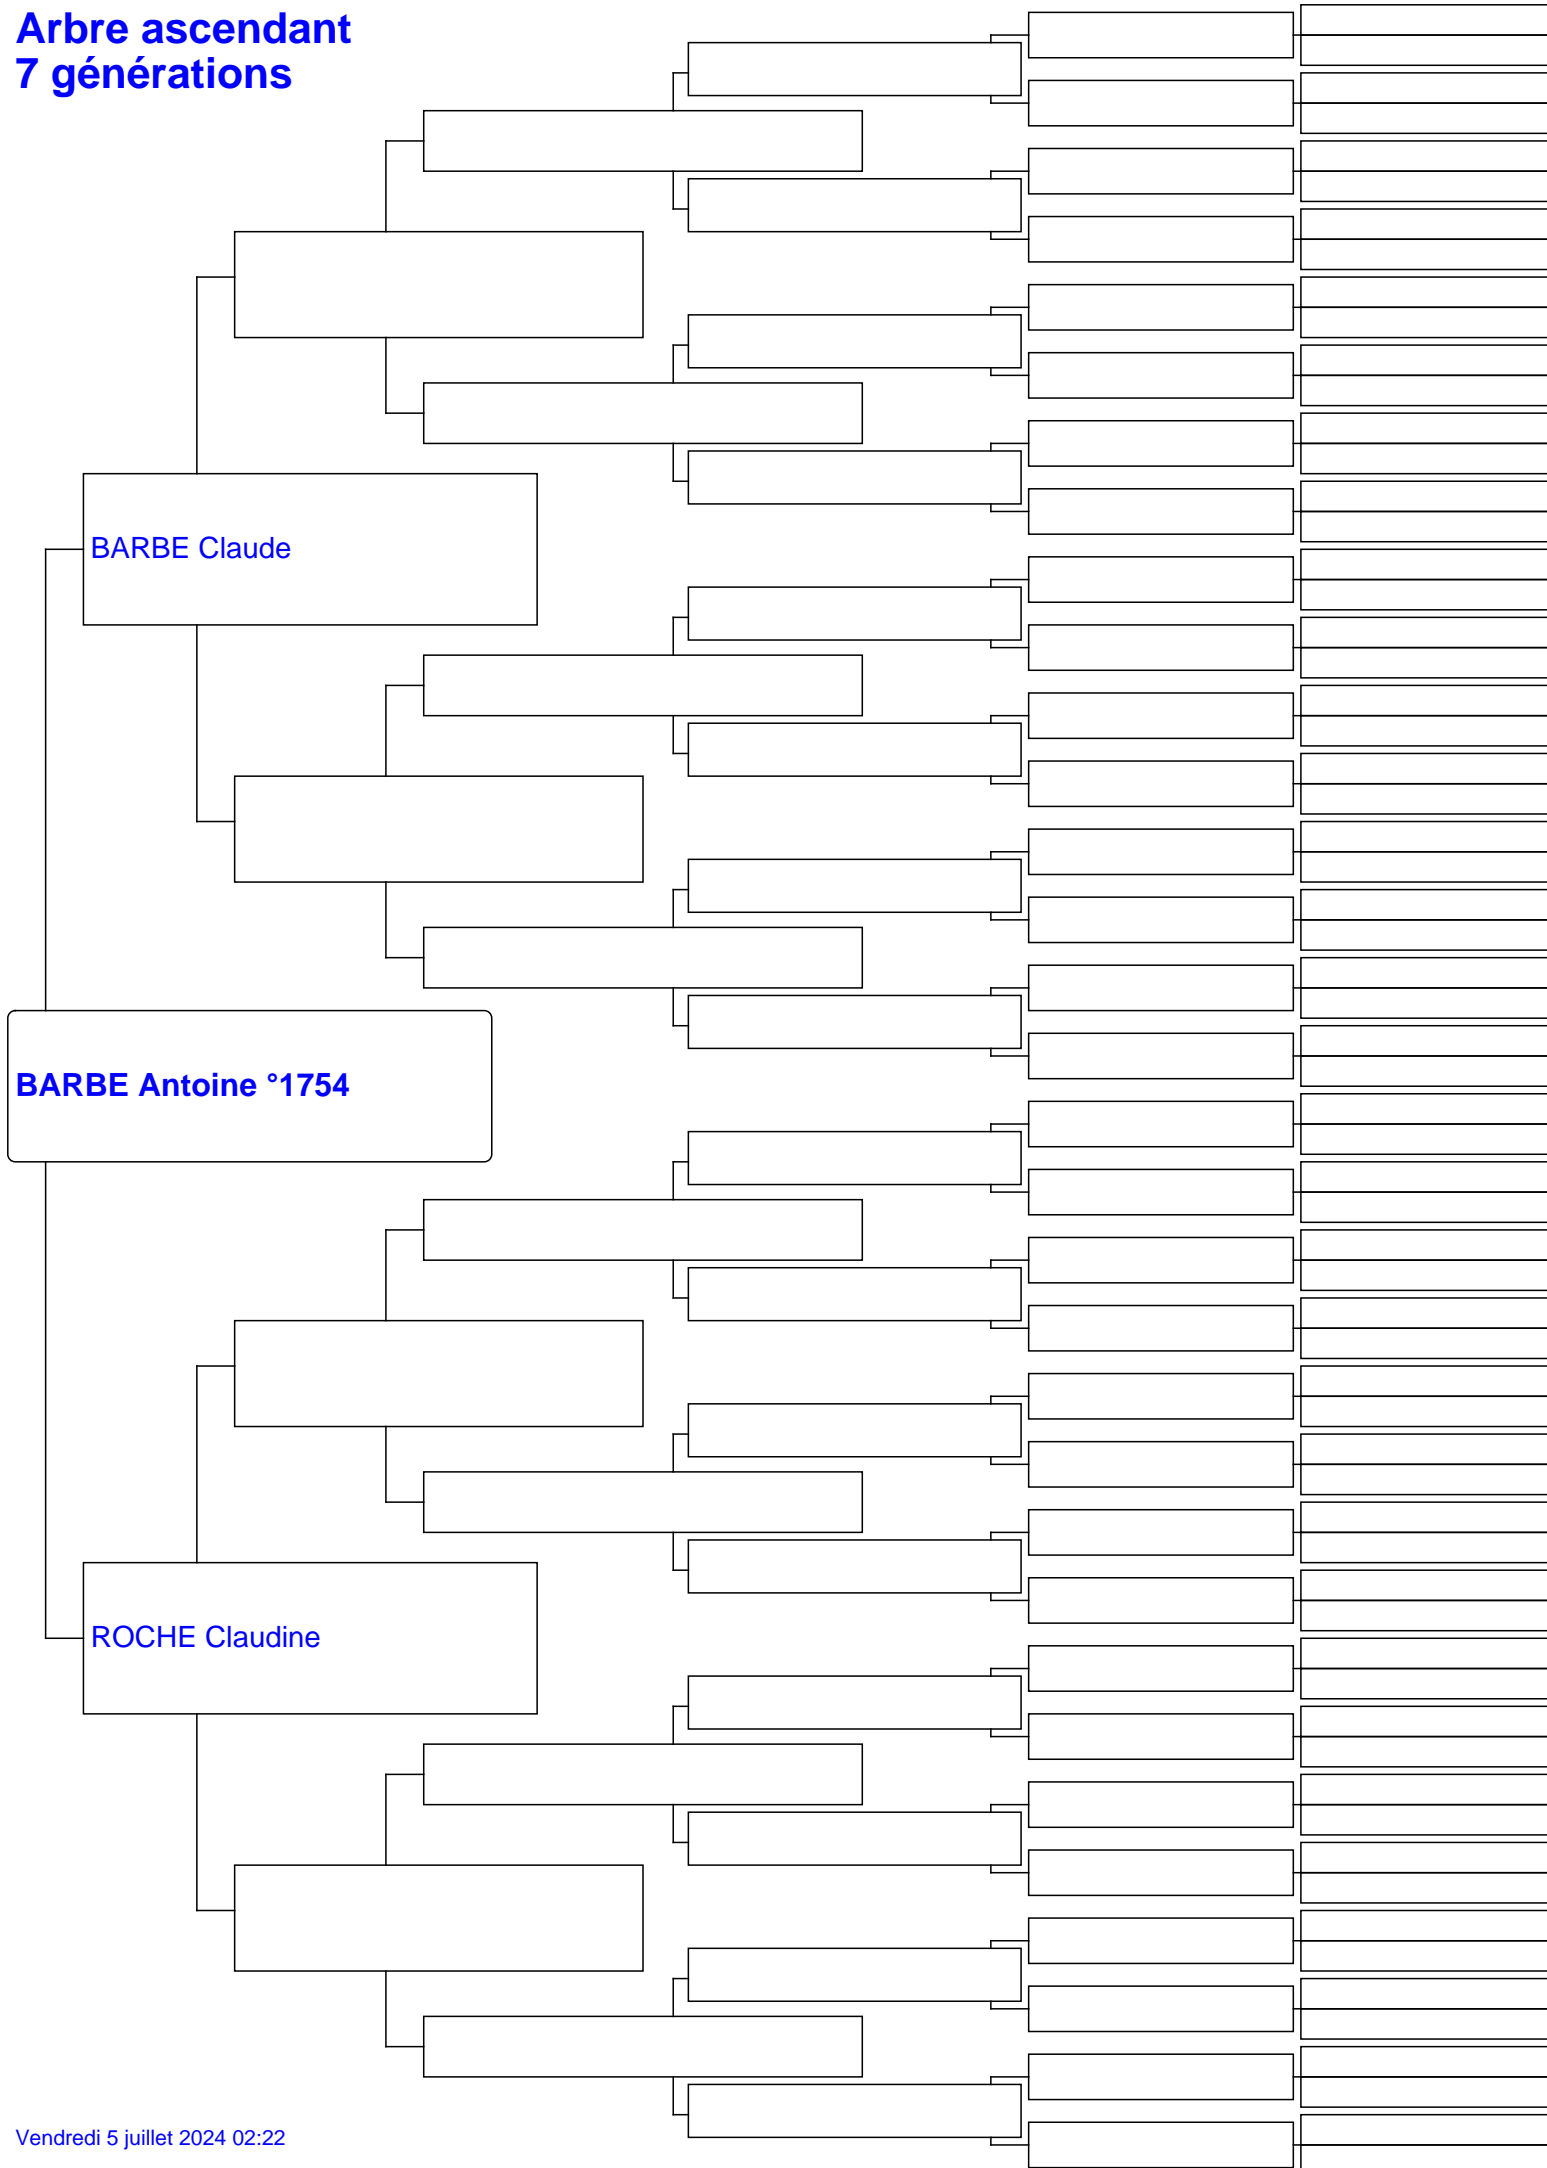 Arbre ascendant
7 générations
BARBE Claude
BARBE Antoine °1754
ROCHE Claudine
Vendredi 5 juillet 2024 02:22